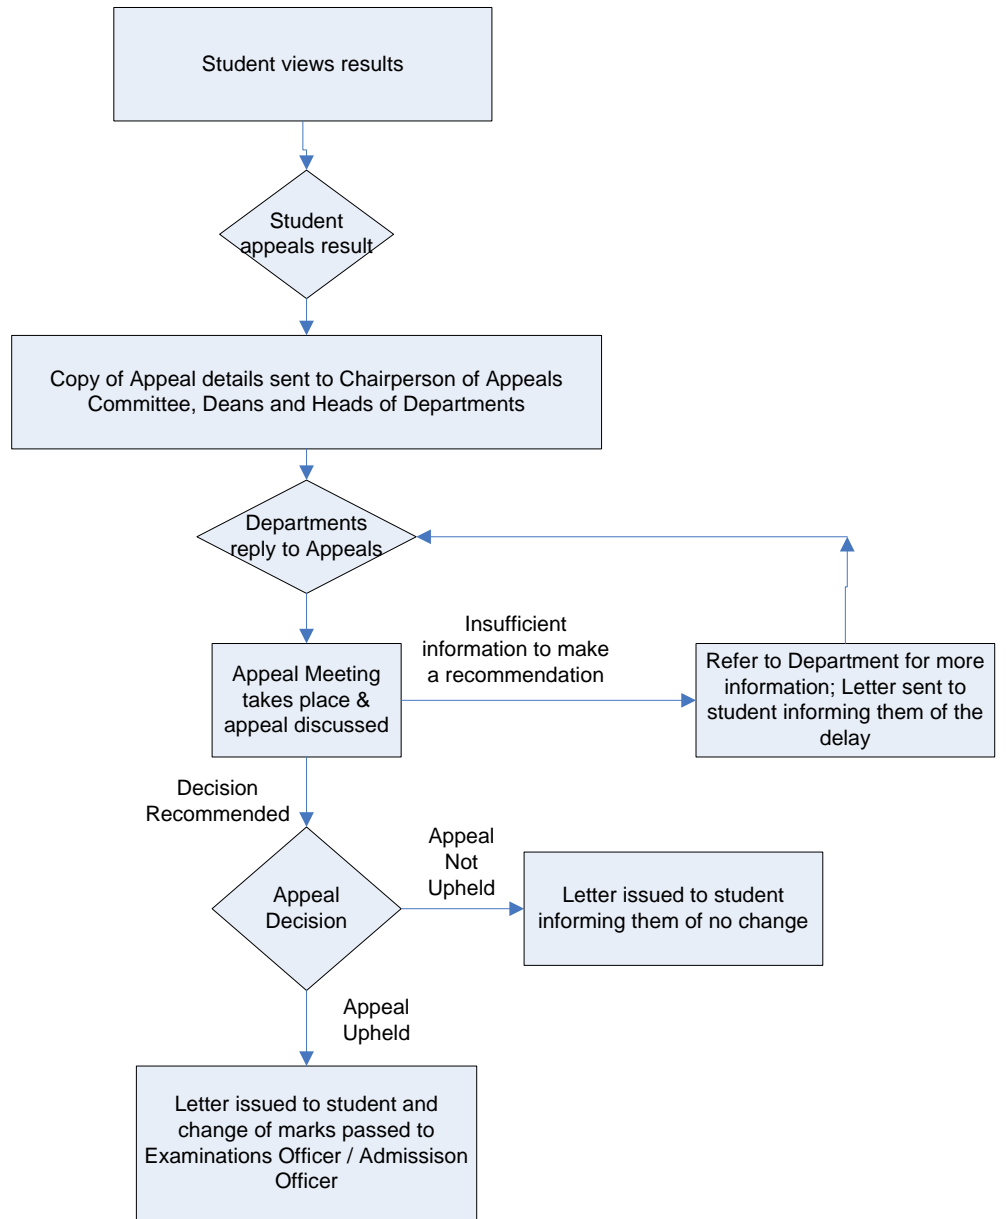 Student views results
Student
appeals result
Copy of Appeal details sent to Chairperson of Appeals
Committee, Deans and Heads of Departments
Departments
reply to Appeals
Insufficient
information to make
a recommendation
Appeal Meeting
takes place &
appeal discussed
Refer to Department for more
information; Letter sent to
student informing them of the
delay
Decision
Recommended
Appeal
Not
Upheld
Appeal
Decision
Letter issued to student
informing them of no change
Appeal
Upheld
Letter issued to student and
change of marks passed to
Examinations Officer / Admissison
Officer